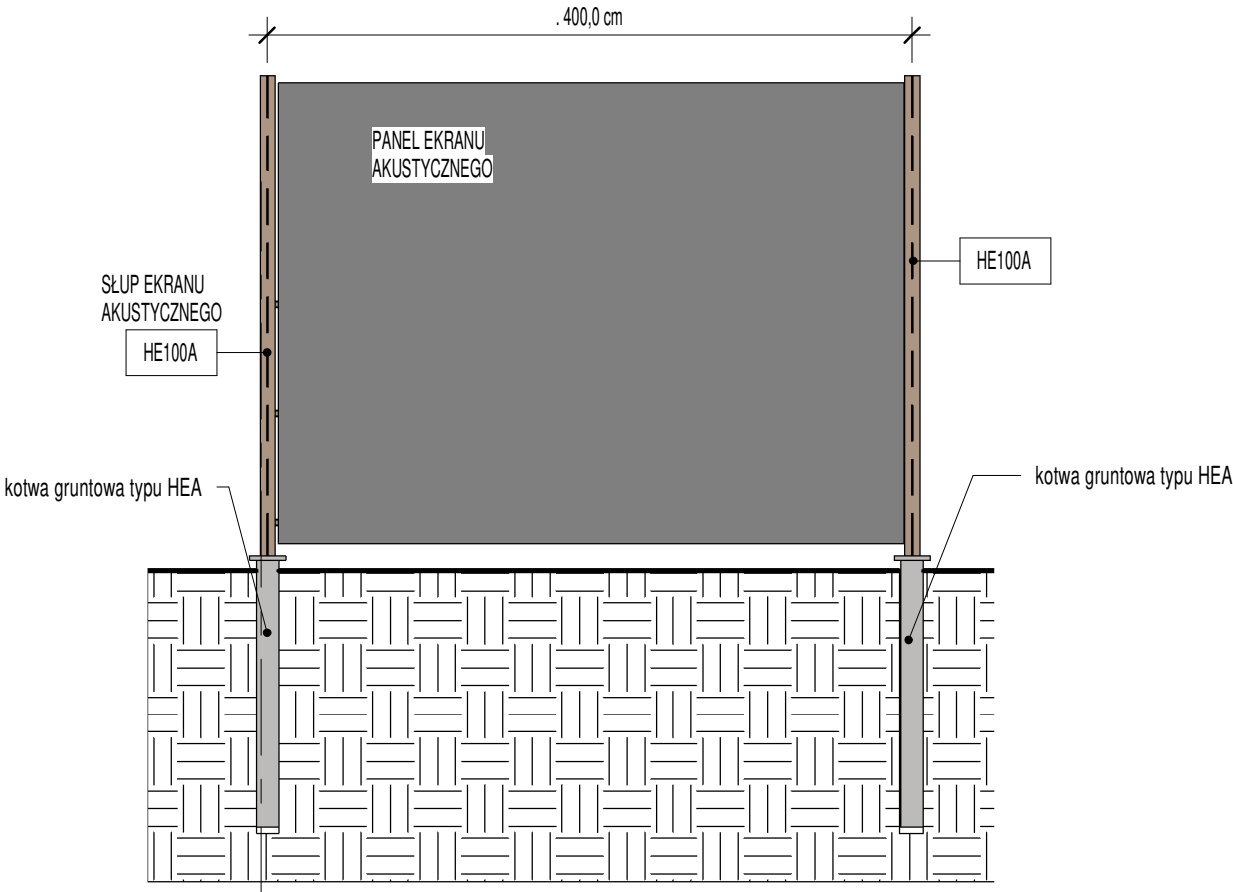 . 400,0 cm
PANEL EKRANU
AKUSTYCZNEGO
HE100A
SŁUP EKRANU
AKUSTYCZNEGO
HE100A
kotwa gruntowa typu HEA
kotwa gruntowa typu HEA